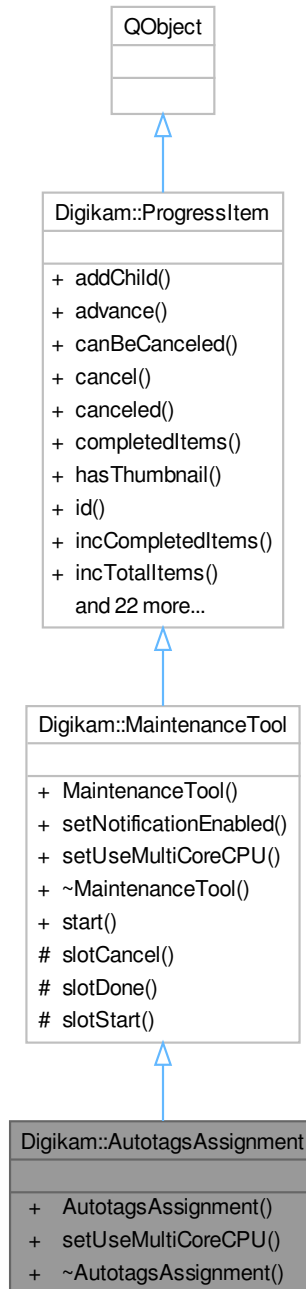 QObject
Digikam::ProgressItem
+ addChild()
+ advance()
+ canBeCanceled()
+ cancel()
+ canceled()
+ completedItems()
+ hasThumbnail()
+ id()
+ incCompletedItems()
+ incTotalItems()
and 22 more...
Digikam::MaintenanceTool
+ MaintenanceTool()
+ setNotificationEnabled()
+ setUseMultiCoreCPU()
+ ~MaintenanceTool()
+ start()
# slotCancel()
# slotDone()
# slotStart()
Digikam::AutotagsAssignment
+ AutotagsAssignment()
+ setUseMultiCoreCPU()
+ ~AutotagsAssignment()